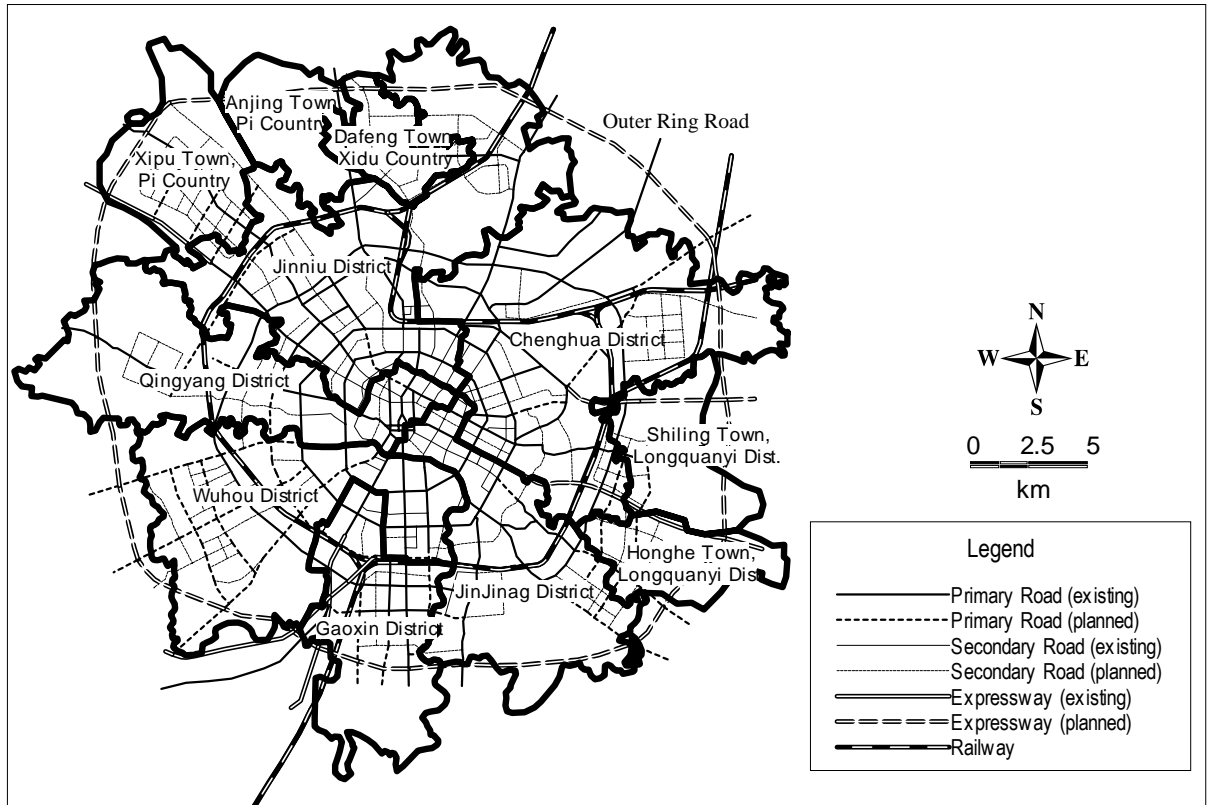 Anjing Town
Pi Country
Dafeng Town
Xidu Country
Outer Ring Road
Xipu Town,
Pi Country
Jinniu District
Chenghua District
Qingyang District
Shiling Town,
Longquanyi Dist.
Wuhou District
Honghe Town,
Longquanyi Dist.
JinJinag District
Gaoxin District
N
W
E
S
0 2.5 5
km
Legend
Primary Road (existing)
Primary Road (planned)
Secondary Road (existing)
Secondary Road (planned)
Expressway (existing)
Expressway (planned)
Railway